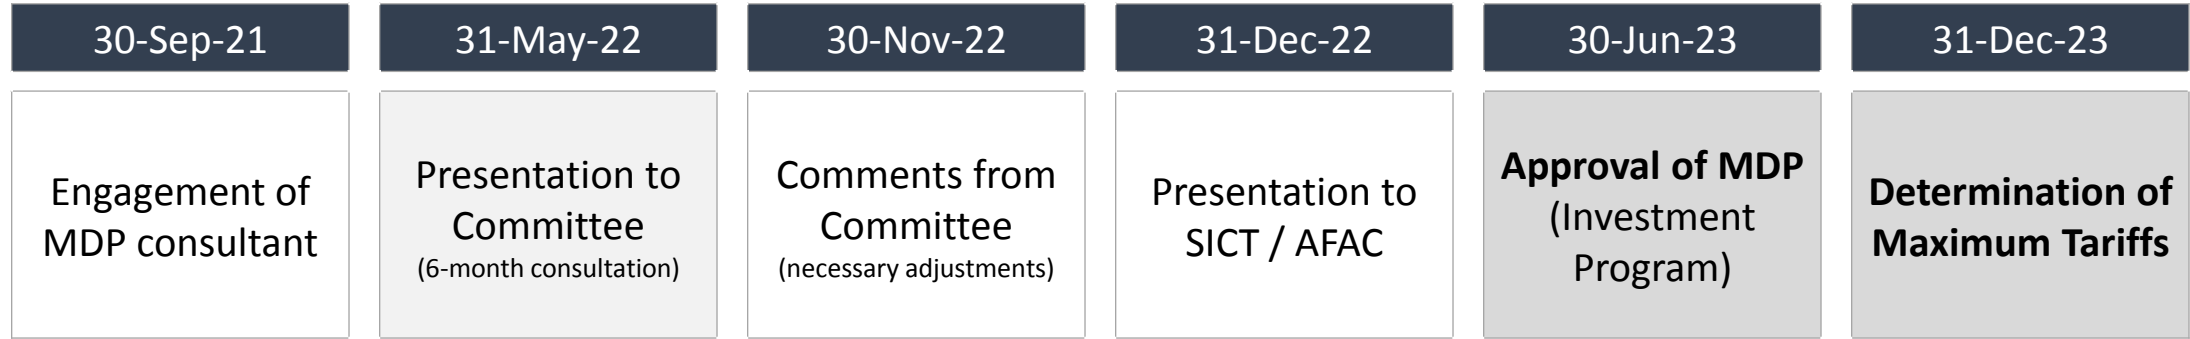 30-Sep-21
31-May-22
30-Nov-22
31-Dec-22
30-Jun-23
31-Dec-23
Engagement of
MDP consultant
Presentation to
Committee
(6-month consultation)
Comments from
Committee
(necessary adjustments)
Presentation to
SICT / AFAC
Approval of MDP
(Investment
Program)
Determination of
Maximum Tariffs